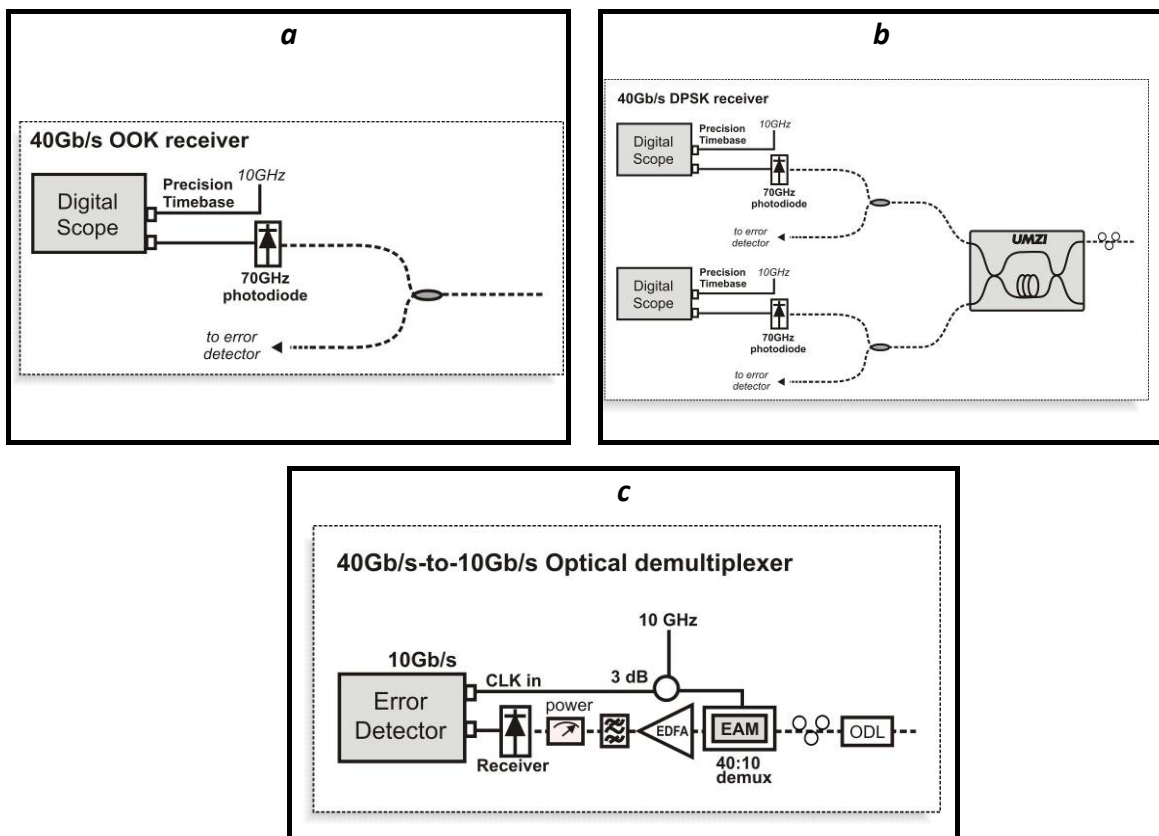 a
40Gb/s OOK receiver
Digital
Scope
Precision
Timebase
10GHz
70GHz
photodiode
to error
detector
b
40Gb/s DPSK receiver
Digital
Scope
Precision
Timebase
10GHz
70GHz
photodiode
to error
detector
UMZI
Digital
Scope
Precision
Timebase
10GHz
70GHz
photodiode
to error
detector
c
40Gb/s-to-10Gb/s Optical demultiplexer
10 GHz
10Gb/s
CLK in
3 dB
Error
Detector
power
Receiver
EDFA
EAM
ODL
40:10
demux